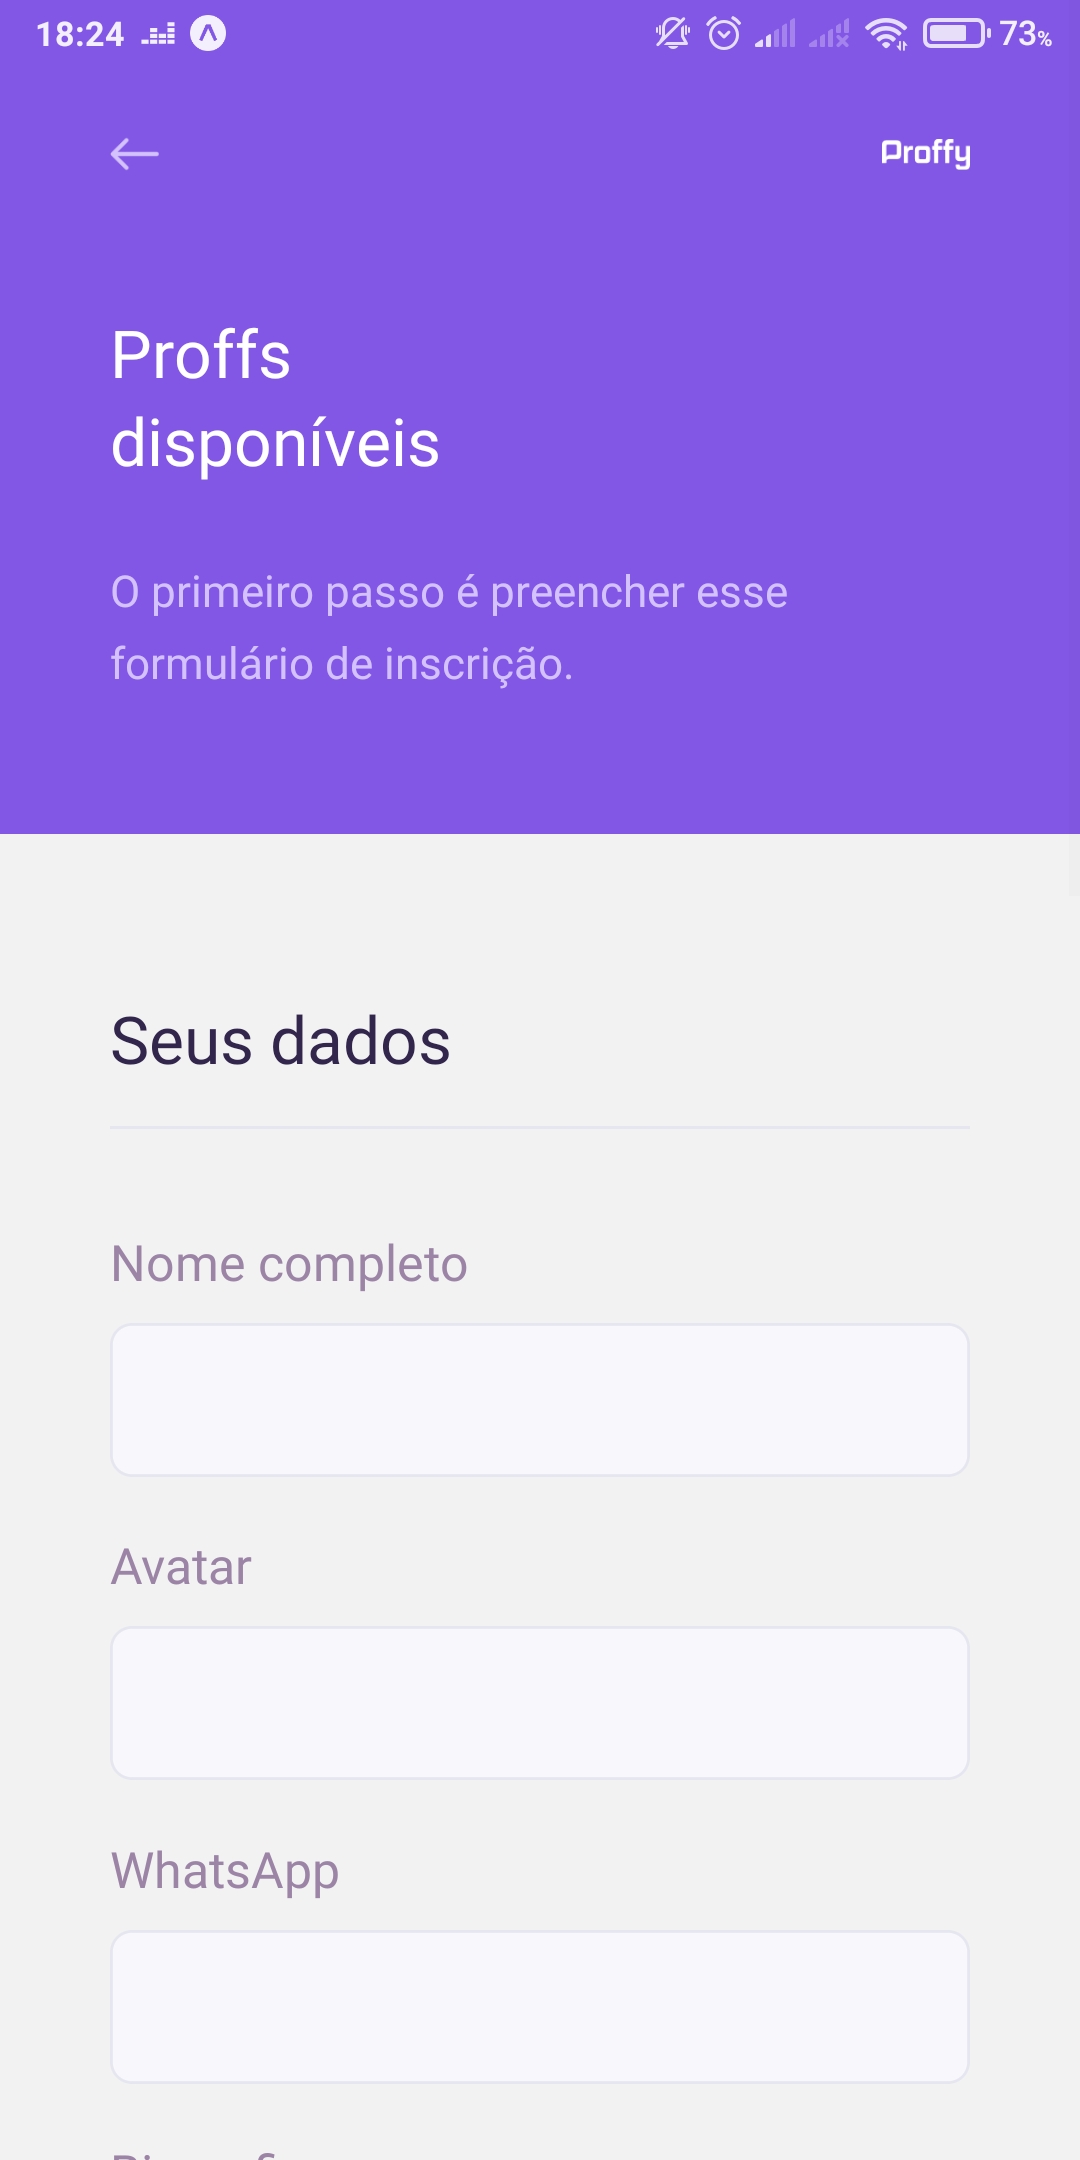 18:24 73%
Proffy
Proffs
disponíveis
O primeiro passo é preencher esse
formulário de inscrição.
Seus dados
Nome completo
Avatar
WhatsApp